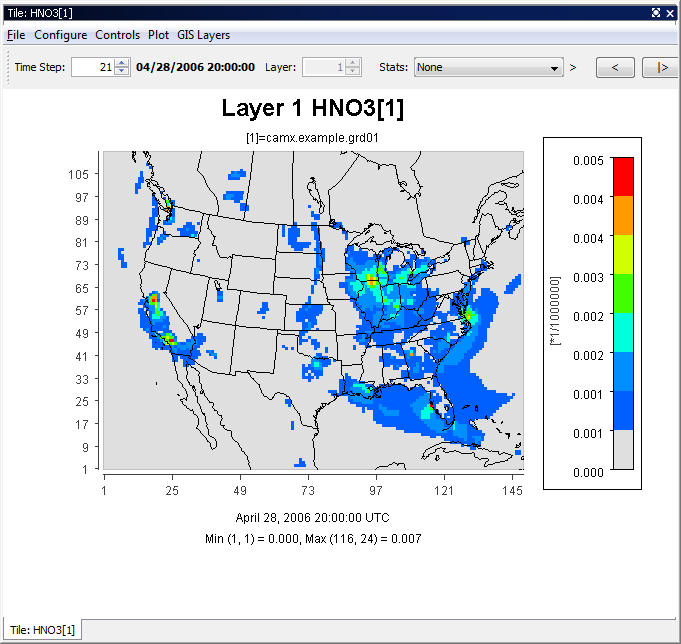 Tile: HNO3[1]
File Configure Controls Plot GIS Layers
Time Step: 21 04/28/2006 20:00:00 Layer: 1 Stats: None > < |>
Layer 1 HNO3[1]
[1]=camx.example.grd01
105
97
89
81
73
65
57
49
41
33
25
17
9
1
1 25 49 73 97 121 145
0.005
0.004
0.004
0.003
0.002
0.002
0.001
0.001
0.000
[*1/1000000]
April 28, 2006 20:00:00 UTC
Min (1, 1) = 0.000, Max (116, 24) = 0.007
Tile: HNO3[1]